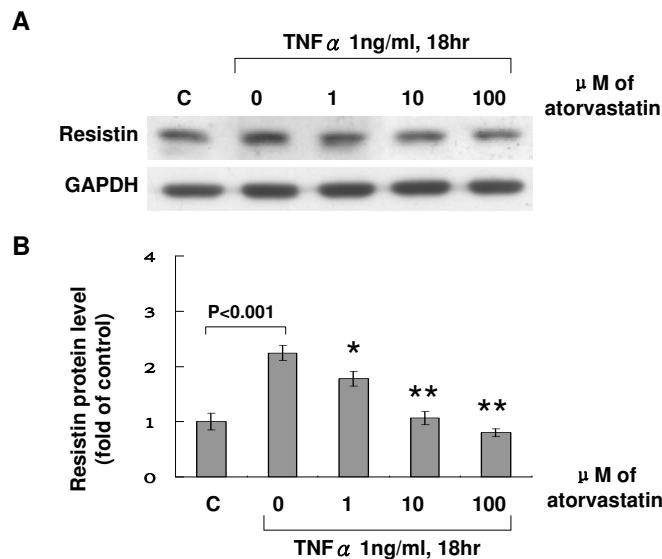 A
TNFα 1ng/ml, 18hr
C 0 1 10 100
μM of
atorvastatin
Resistin
GAPDH
B
Resistin protein level
(fold of control)
4
3
2
1
0
P<0.001
*
**
**
C 0 1 10 100
μM of
atorvastatin
TNFα 1ng/ml, 18hr